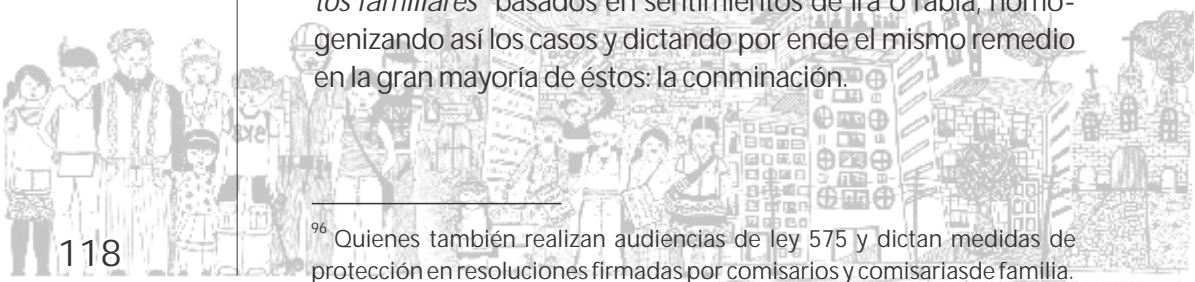 tos familiares" basados en sentimientos de ira o rabia, homo-
genizando así los casos y dictando por ende el mismo remedio
en la gran mayoría de éstos: la conminación.
96 Quienes también realizan audiencias de ley 575 y dictan medidas de
118
protección en resoluciones firmadas por comisarios y comisariasde familia.